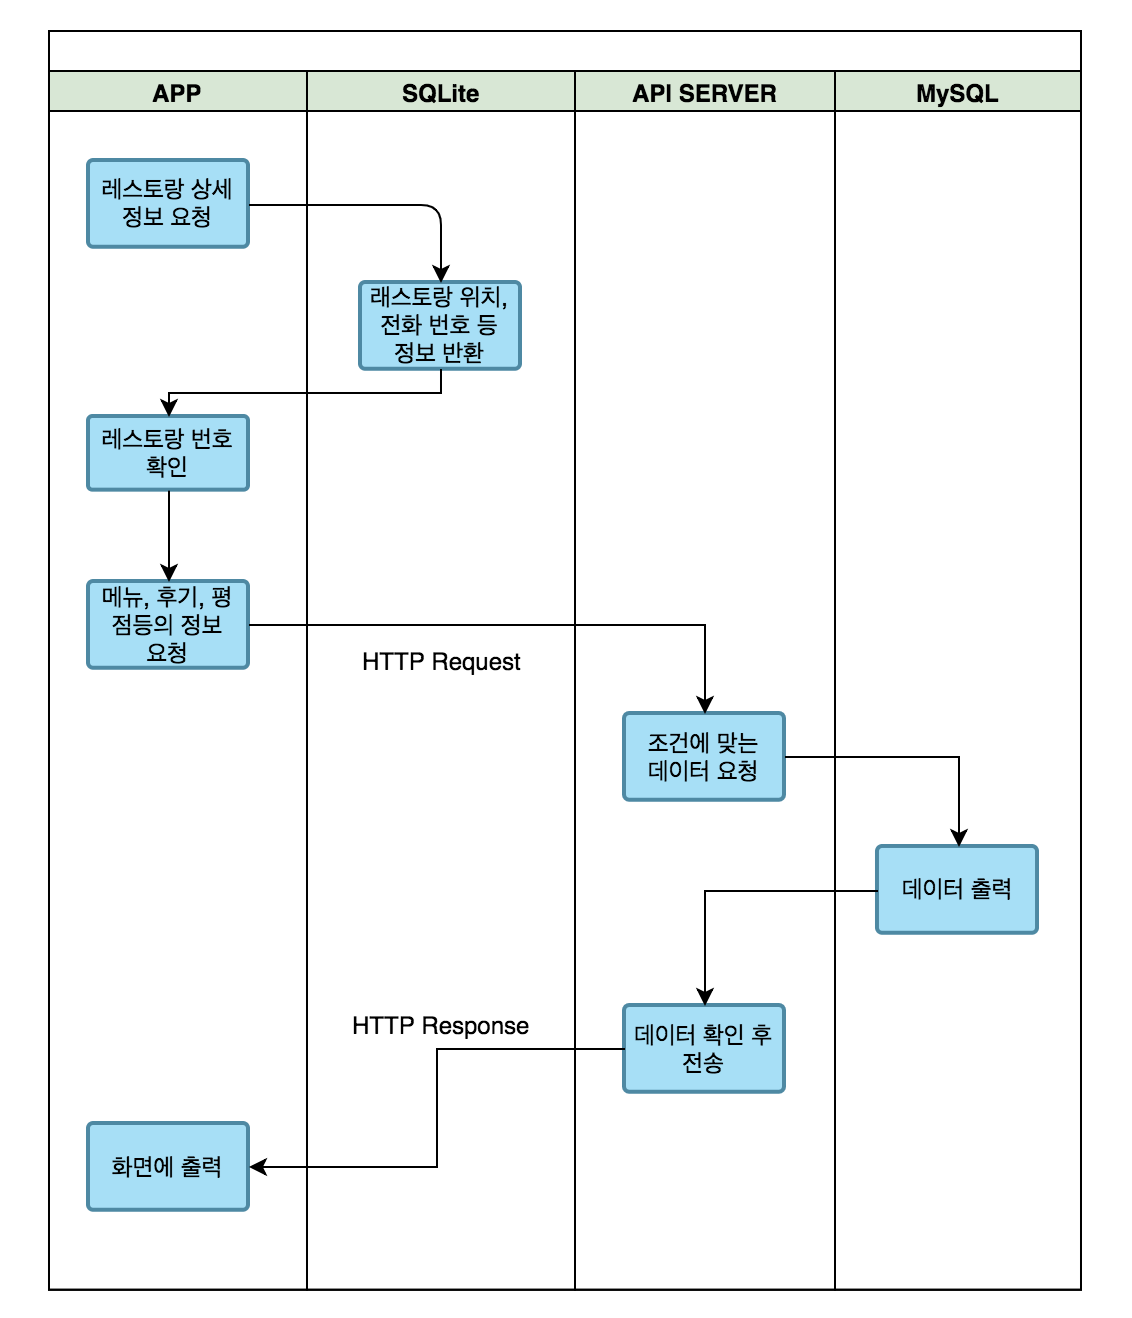 APP
SQLite
API SERVER
MySQL
레스토랑 상세
정보 요청
래스토랑 위치,
전화 번호 등
정보 반환
레스토랑 번호
확인
메뉴, 후기, 평
점등의 정보
요청
HTTP Request
조건에 맞는
데이터 요청
데이터 출력
HTTP Response
데이터 확인 후
전송
화면에 출력